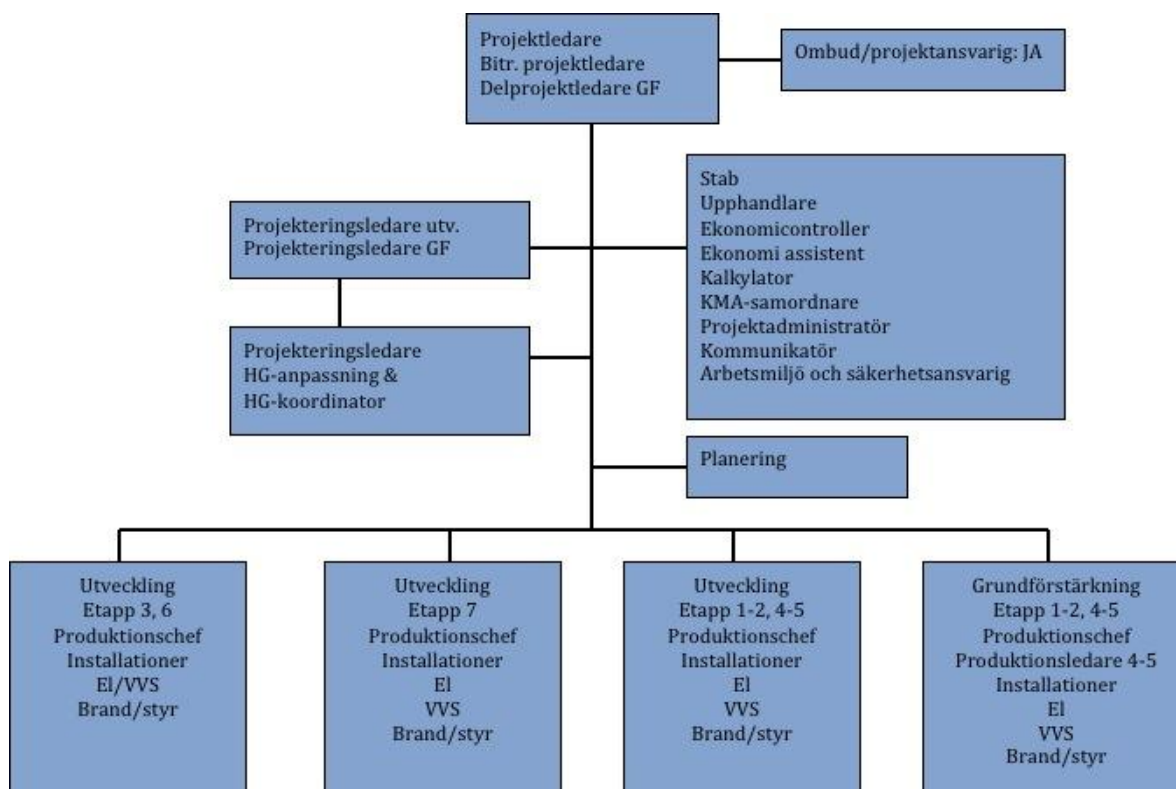 Projektledare
Bitr. projektledare
Delprojektledare GF
Ombud/projektansvarig: JA
Stab
Upphandlare
Ekonomicontroller
Ekonomi assistent
Kalkylator
KMA-samordnare
Projektadministratör
Kommunikatör
Arbetsmiljö och säkerhetsansvarig
Projekteringsledare utv.
Projekteringsledare GF
Projekteringsledare
HG-anpassning &
HG-koordinator
Planering
Utveckling
Etapp 3, 6
Produktionschef
Installationer
El/VVS
Brand/styr
Utveckling
Etapp 7
Produktionschef
Installationer
El
VVS
Brand/styr
Utveckling
Etapp 1-2, 4-5
Produktionschef
Installationer
El
VVS
Brand/styr
Grundförstärkning
Etapp 1-2, 4-5
Produktionschef
Produktionsledare 4-5
Installationer
El
VVS
Brand/styr